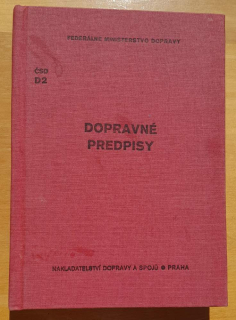 FEDERÁLNE MINISTERSTVO DOPRAVY
ČSD
D2
DOPRAVNÉ
PREDPISY
NAKLADATELSTVÍ DOPRAVY A SPOJŮ ● PRAHA